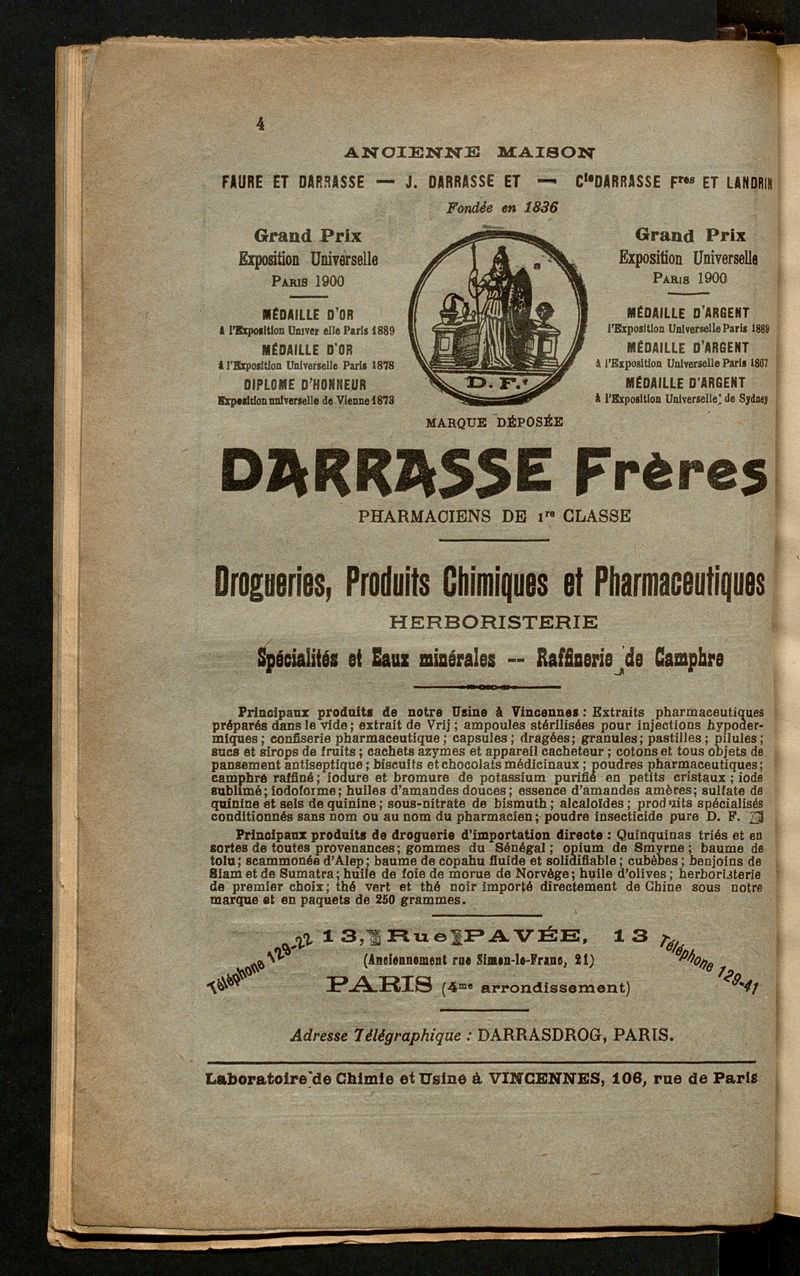 4
ANCIENNE MAISON
FAURE ET DARRASSE — J. DARRASSE ET — Cie DARRASSE Fres ET LANDRIN
Fondée en 1836
Grand Prix
Exposition Universelle
PARIS 1900
MÉDAILLE D'OR
à l'Exposition Univer elle Paris 1889
MÉDAILLE D'OR
à l'Exposition Universelle Paris 1878
DIPLOME D'HONNEUR
Exposition universelle de Vienne 1873
D. F.
MARQUE DÉPOSÉE
Grand Prix
Exposition Universelle
PARIS 1900
MÉDAILLE D'ARGENT
l'Exposition Universelle Paris 1889
MÉDAILLE D'ARGENT
à l'Exposition Universelle Paris 1867
MÉDAILLE D'ARGENT
à l'Exposition Universelle de Sydney
DARRASSE Frères
PHARMACIENS DE 1re CLASSE
Drogueries, Produits Chimiques et Pharmaceutiques
HERBORISTERIE
Spécialités et Eaux minérales — Raffinerie de Camphre
Principaux produits de notre Usine à Vincennes : Extraits pharmaceutiques
préparés dans le vide ; extrait de Vrij ; ampoules stérilisées pour injections hypoder-
miques ; confiserie pharmaceutique ; capsules ; dragées ; granules ; pastilles ; pilules ;
sucs et sirops de fruits ; cachets azymes et appareil cacheteur ; cotons et tous objets de
pansement antiseptique ; biscuits et chocolats médicinaux ; poudres pharmaceutiques ;
camphre raffiné ; iodure et bromure de potassium purifié en petits cristaux ; iode
sublimé ; iodoforme ; huiles d'amandes douces ; essence d'amandes amères ; sulfate de
quinine et sels de quinine ; sous-nitrate de bismuth ; alcaloïdes ; produits spécialisés
conditionnés sans nom ou au nom du pharmacien ; poudre insecticide pure D. F.
Principaux produits de droguerie d'importation directe : Quinquinas triés et en
sortes de toutes provenances ; gommes du Sénégal ; opium de Smyrne ; baume de
tolu ; scammonée d'Alep ; baume de copahu fluide et solidifiable ; cubèbes ; benjoins de
Siam et de Sumatra ; huile de foie de morue de Norvège ; huile d'olives ; herboristerie
de premier choix ; thé vert et thé noir importé directement de Chine sous notre
marque et en paquets de 250 grammes.
Téléphone 129-22
13, Rue PAVÉE, 13
(Anciennement rue Simon-le-Franc, 21)
PARIS (4me arrondissement)
Téléphone 129-41
Adresse Télégraphique : DARRASDROG, PARIS.
Laboratoire de Chimie et Usine à VINCENNES, 106, rue de Paris